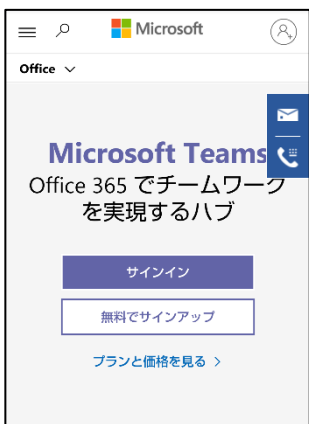 Microsoft
Office
Microsoft Teams
Office 365 でチームワーク
を実現するハブ
サインイン
無料でサインアップ
プランと価格を見る